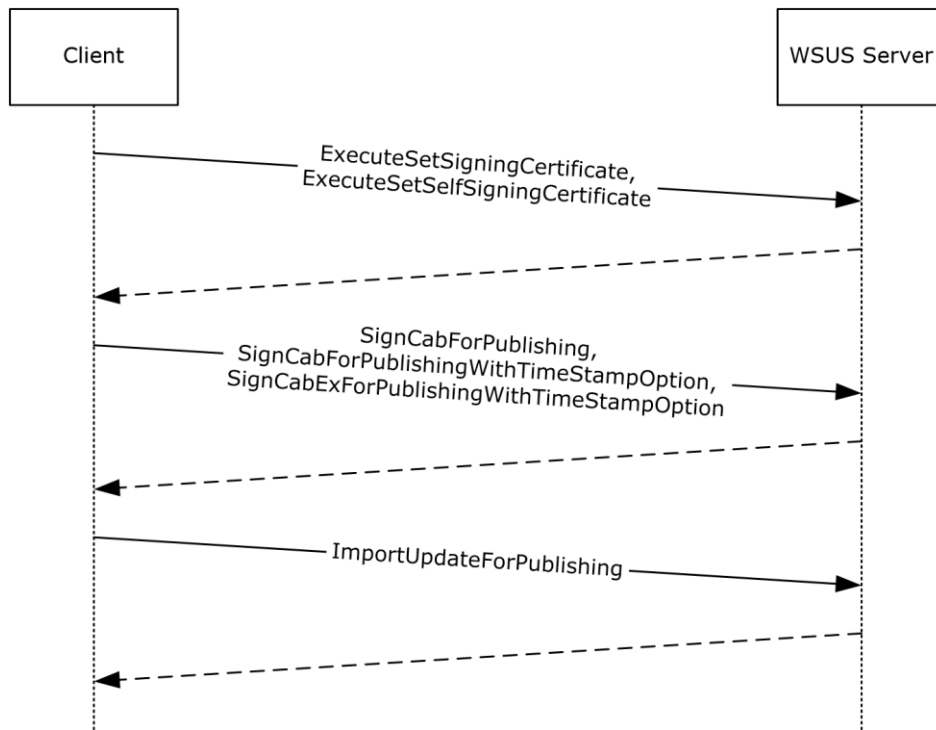 Client
WSUS Server
ExecuteSetSigningCertificate,
ExecuteSetSelfSigningCertificate
SignCabForPublishing,
SignCabForPublishingWithTimeStampOption,
SignCabExForPublishingWithTimeStampOption
ImportUpdateForPublishing